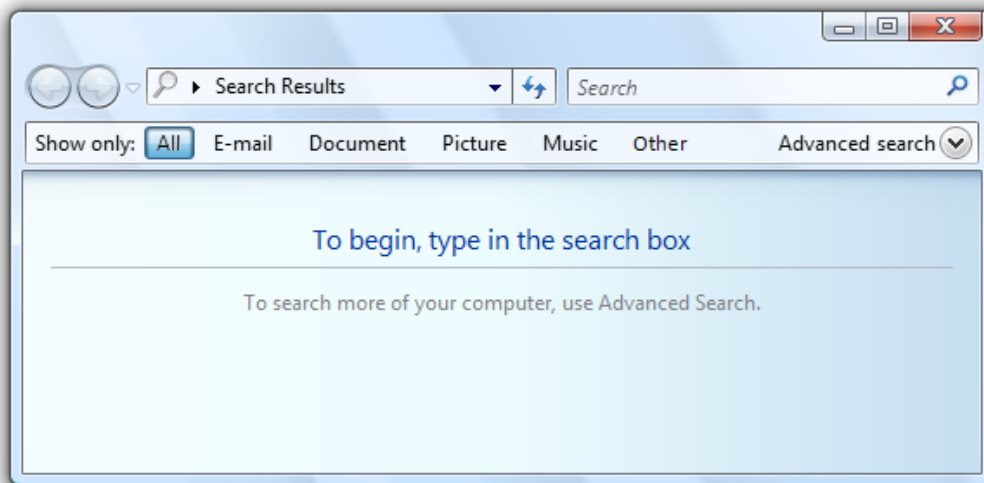 Search Results
Search
Show only: All E-mail Document Picture Music Other Advanced search
To begin, type in the search box
To search more of your computer, use Advanced Search.